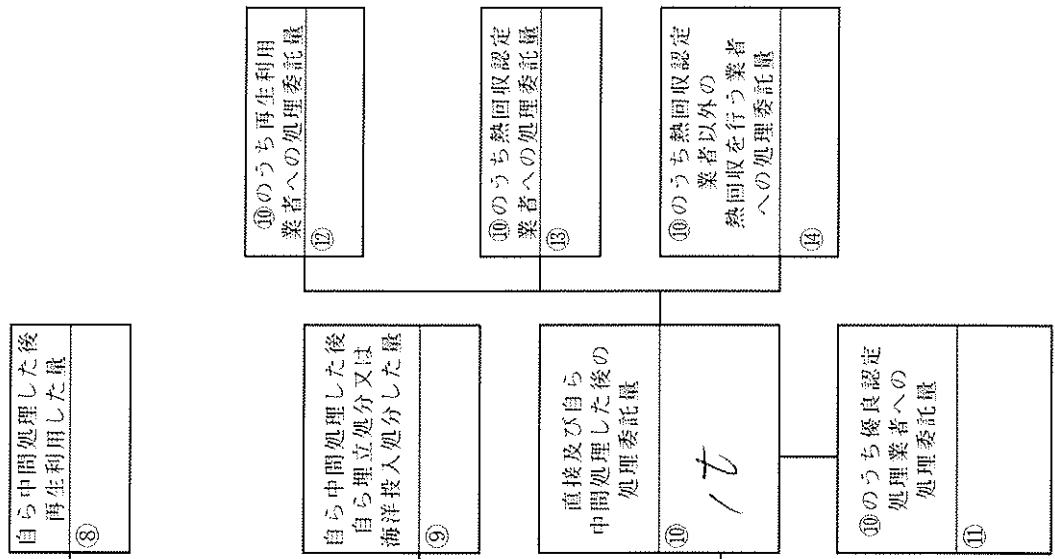 自ら中間処理した後
再生利用した量
⑧
自ら中間処理した後
自ら埋立処分又は
海洋投入処分した量
⑨
直接及び自ら
中間処理した後の
処理委託量
⑩
1t
⑩のうち優良認定
処理業者への
処理委託量
⑪
⑩のうち再生利用
業者への処理委託量
⑫
⑩のうち熱回収認定
業者への処理委託量
⑬
⑩のうち熱回収認定
業者以外の
熱回収を行う業者
への処理委託量
⑭